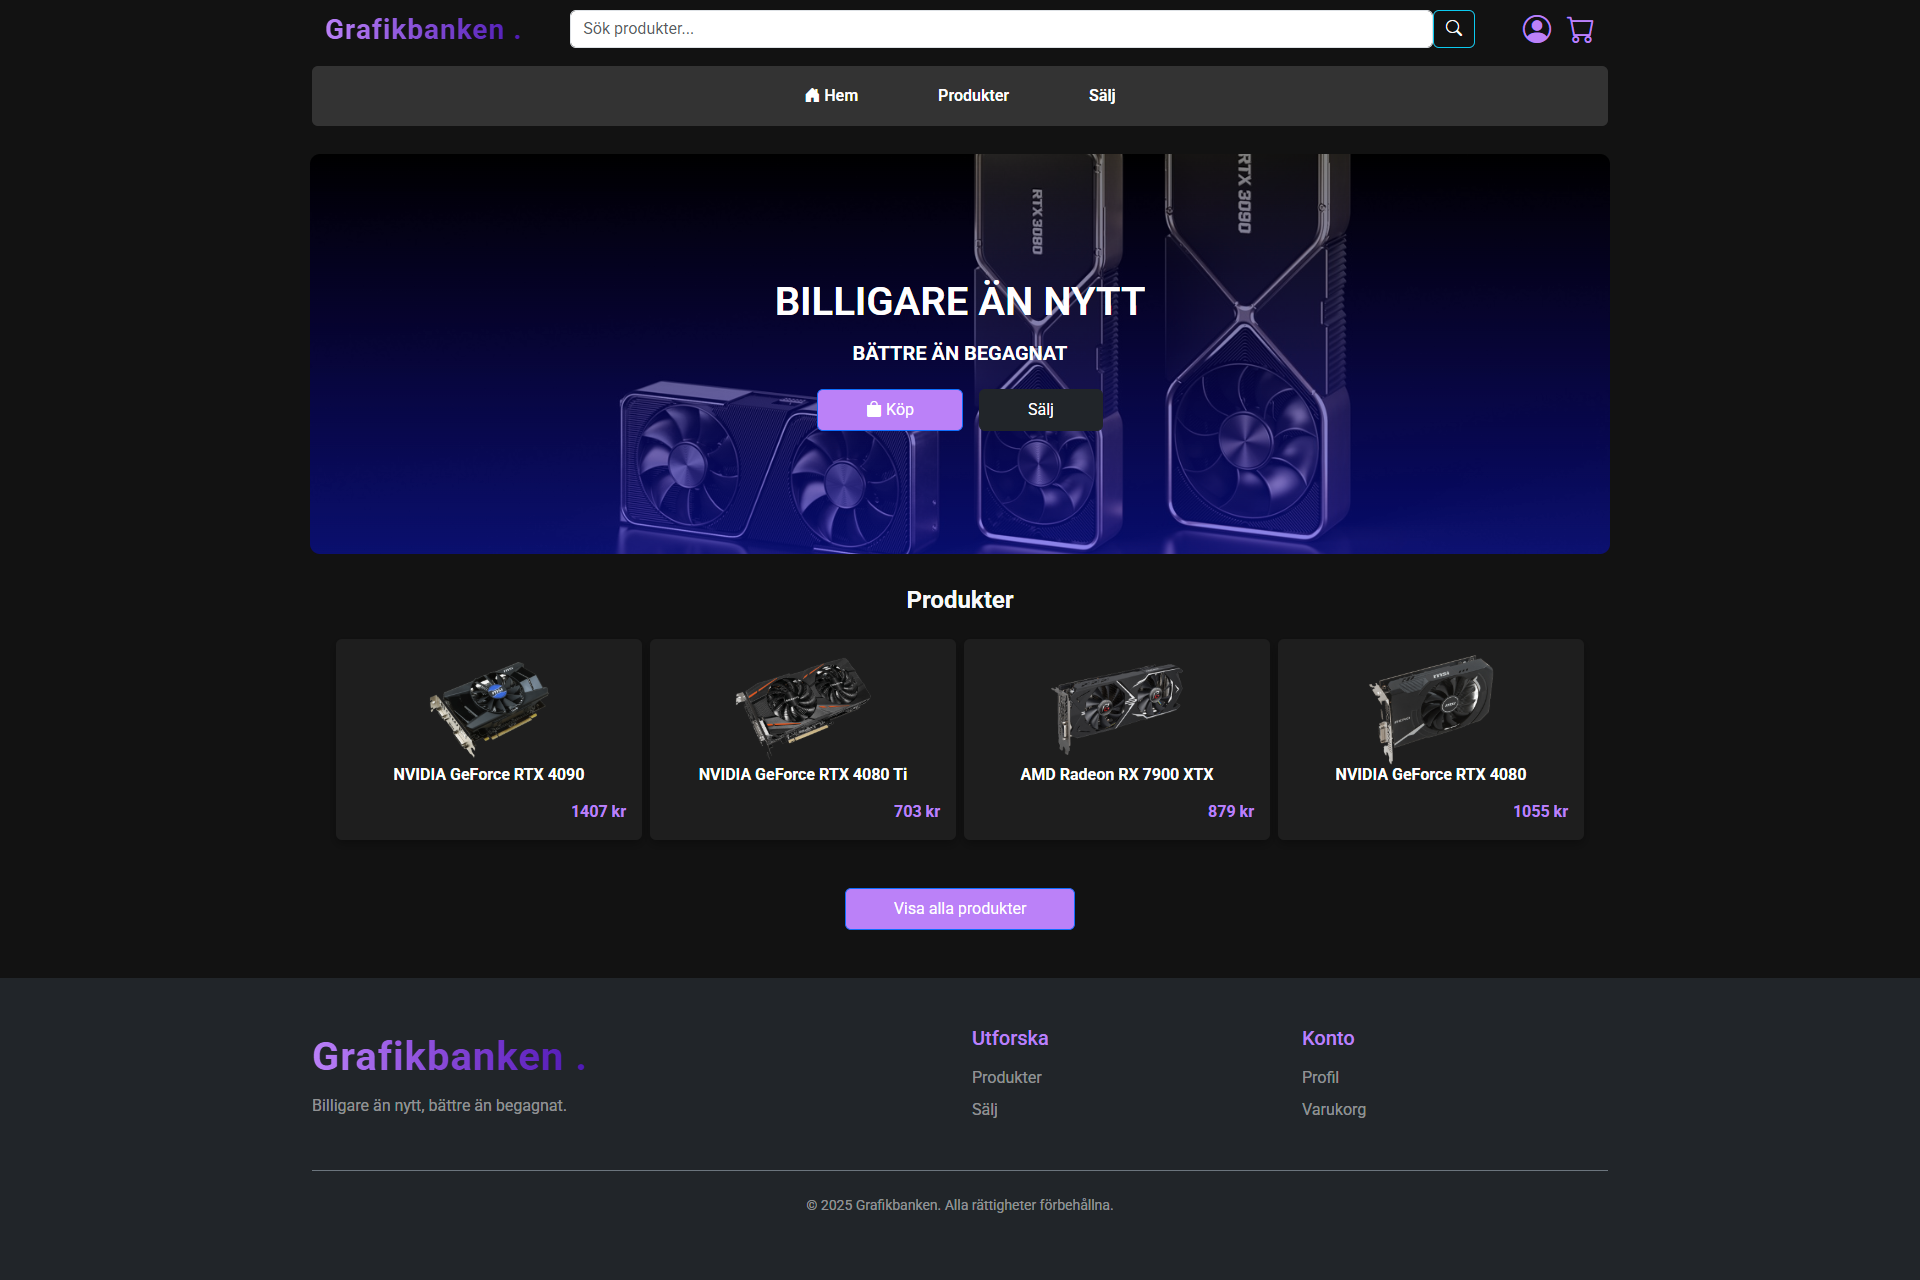 Grafikbanken .
Sök produkter...
Hem
Produkter
Sälj
RTX 3080
RTX 3090
BILLIGARE ÄN NYTT
BÄTTRE ÄN BEGAGNAT
Köp
Sälj
Produkter
NVIDIA GeForce RTX 4090
1407 kr
NVIDIA GeForce RTX 4080 Ti
703 kr
AMD Radeon RX 7900 XTX
879 kr
NVIDIA GeForce RTX 4080
1055 kr
Visa alla produkter
Grafikbanken .
Billigare än nytt, bättre än begagnat.
Utforska
Produkter
Sälj
Konto
Profil
Varukorg
© 2025 Grafikbanken. Alla rättigheter förbehållna.